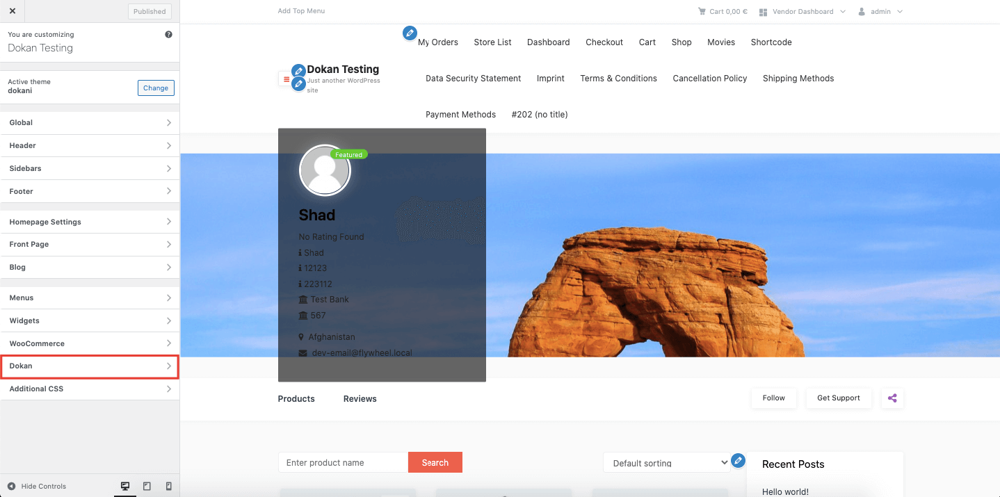 Published
You are customizing
Dokan Testing
Active theme
dokani
Change
Global
Header
Sidebars
Footer
Homepage Settings
Front Page
Blog
Menus
Widgets
WooCommerce
Dokan
Additional CSS
Hide Controls
Add Top Menu
Cart 0,00 €
Vendor Dashboard
admin
My Orders Store List Dashboard Checkout Cart Shop Movies Shortcode
Dokan Testing
Just another WordPress
site
Data Security Statement Imprint Terms & Conditions Cancellation Policy Shipping Methods
Payment Methods #202 (no title)
Featured
Shad
No Rating Found
Shad
12123
223112
Test Bank
567
Afghanistan
dev-email@flywheel.local
Products Reviews
Follow Get Support
Enter product name
Search
Default sorting
Recent Posts
Hello world!